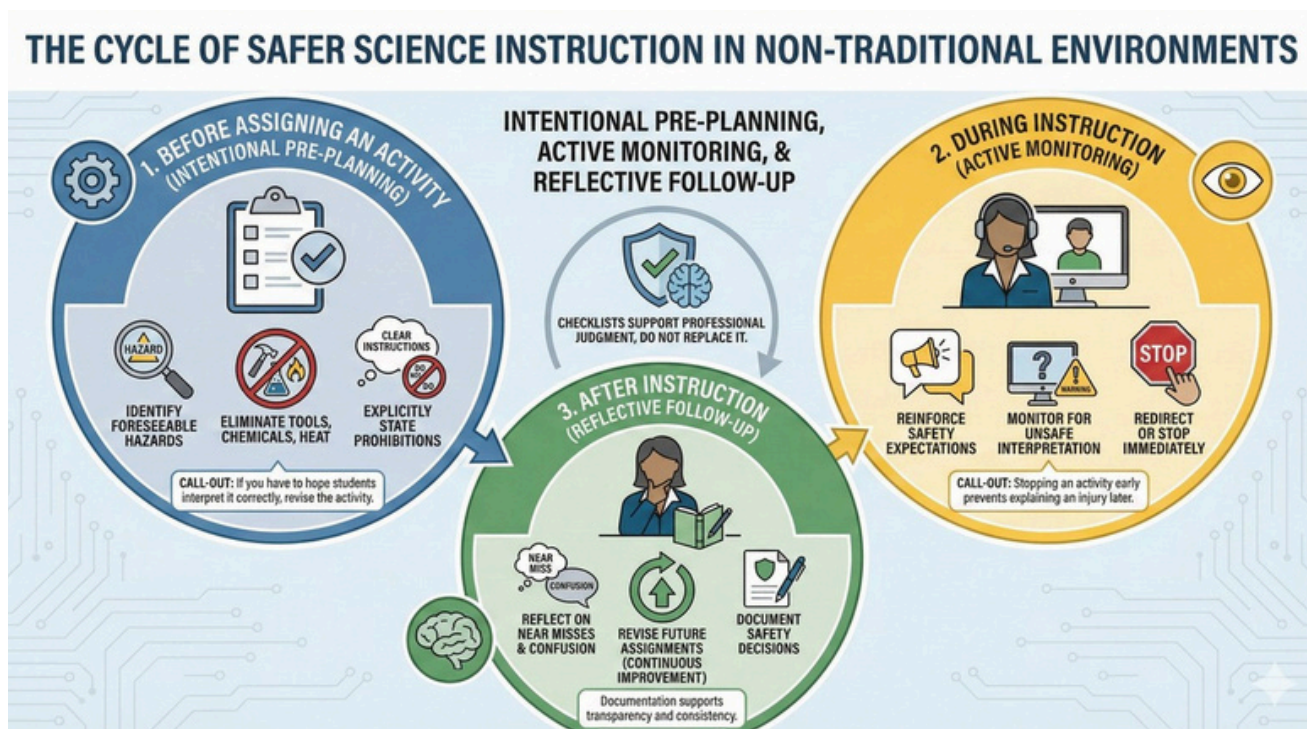 THE CYCLE OF SAFER SCIENCE INSTRUCTION IN NON-TRADITIONAL ENVIRONMENTS
1. BEFORE ASSIGNING AN ACTIVITY
(INTENTIONAL PRE-PLANNING)
HAZARD
IDENTIFY
FORESEEABLE
HAZARDS
ELIMINATE TOOLS,
CHEMICALS, HEAT
CLEAR
INSTRUCTIONS
DO
NOT
DO
EXPLICITLY
STATE
PROHIBITIONS
CALL-OUT: If you have to hope students
interpret it correctly, revise the activity.
INTENTIONAL PRE-PLANNING,
ACTIVE MONITORING, &
REFLECTIVE FOLLOW-UP
CHECKLISTS SUPPORT PROFESSIONAL
JUDGMENT, DO NOT REPLACE IT.
2. DURING INSTRUCTION
(ACTIVE MONITORING)
REINFORCE
SAFETY
EXPECTATIONS
?
WARNING
MONITOR FOR
UNSAFE
INTERPRETATION
STOP
REDIRECT
OR STOP
IMMEDIATELY
CALL-OUT: Stopping an activity early
prevents explaining an injury later.
3. AFTER INSTRUCTION
(REFLECTIVE FOLLOW-UP)
NEAR
MISS
CONFUSION
REFLECT ON
NEAR MISSES
& CONFUSION
REVISE FUTURE
ASSIGNMENTS
(CONTINUOUS
IMPROVEMENT)
DOCUMENT
SAFETY
DECISIONS
Documentation supports
transparency and consistency.